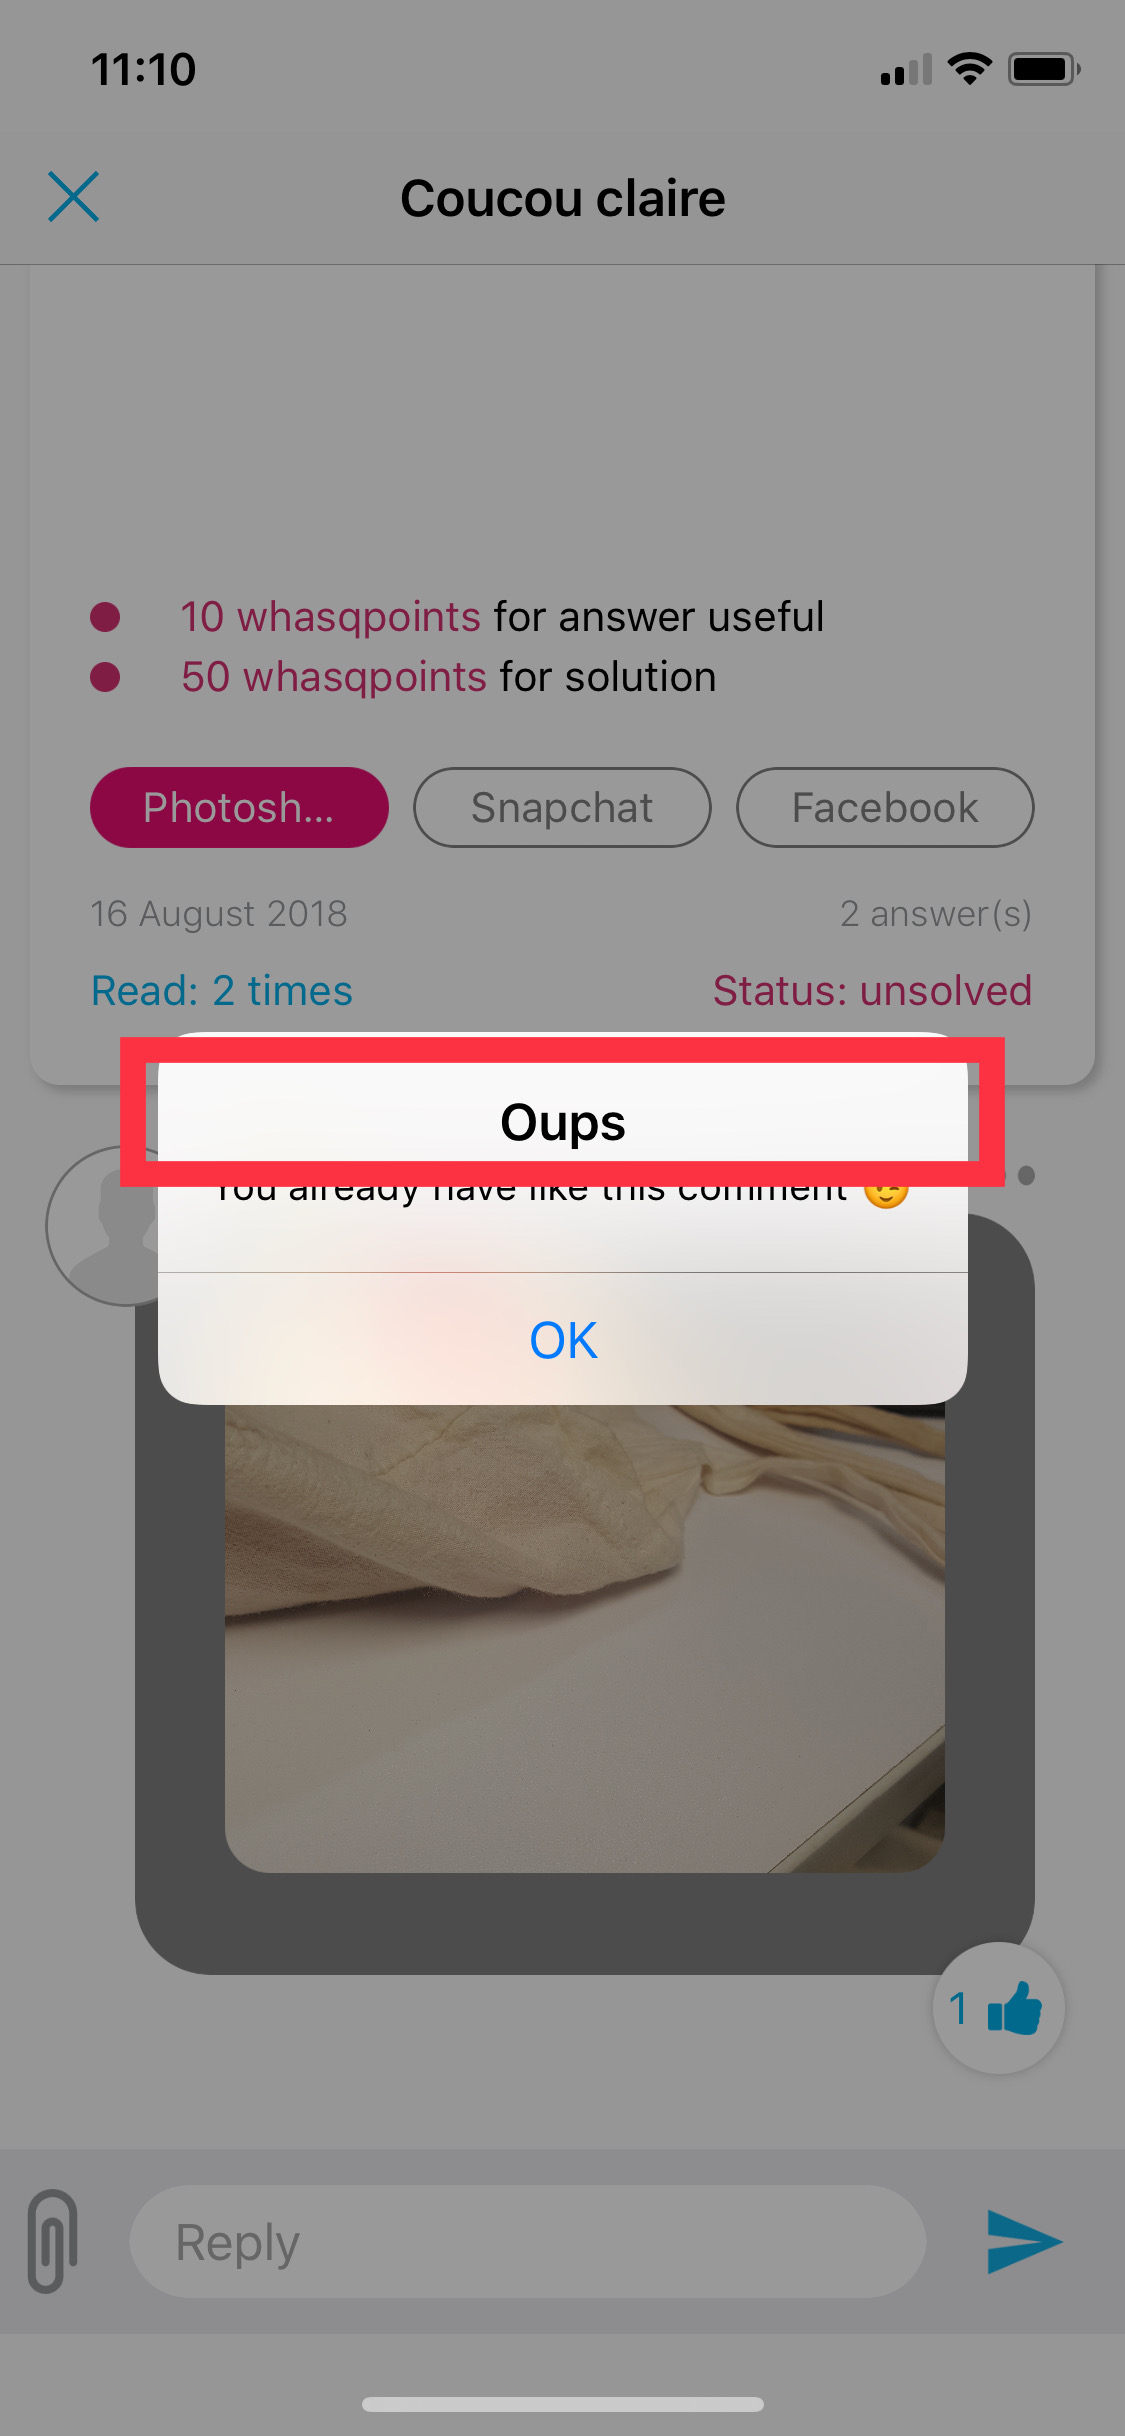 11:10
Coucou claire
10 whasqpoints for answer useful
50 whasqpoints for solution
Photosh... Snapchat Facebook
16 August 2018 2 answer(s)
Read: 2 times Status: unsolved
Oups
You already have like this comment 😉
OK
1
Reply